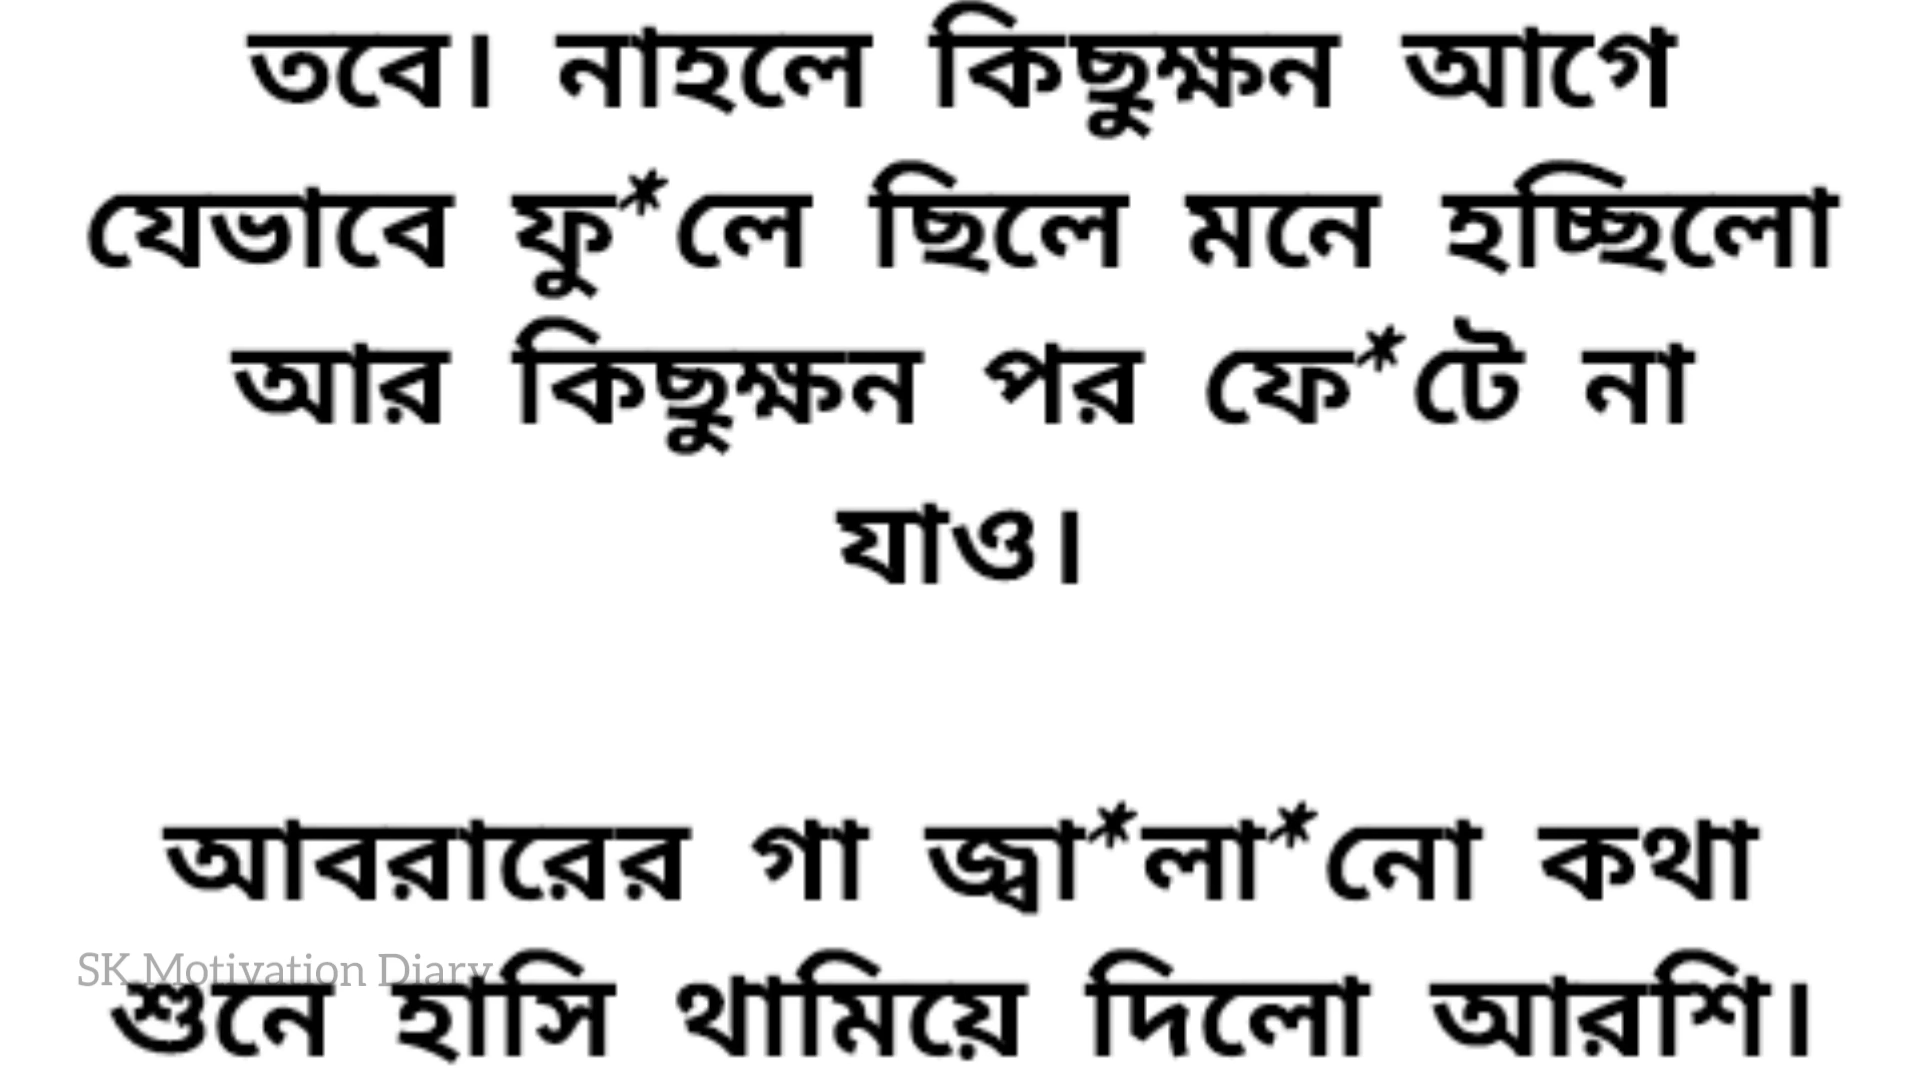 তবে। নাহলে কিছুক্ষন আগে
যেভাবে ফু*লে ছিলে মনে হচ্ছিলো
আর কিছুক্ষন পর ফে*টে না
যাও।
আবরারের গা জ্বা*লা*নো কথা
SK Motivation Diary
শুনে হাসি থামিয়ে দিলো আরশি।